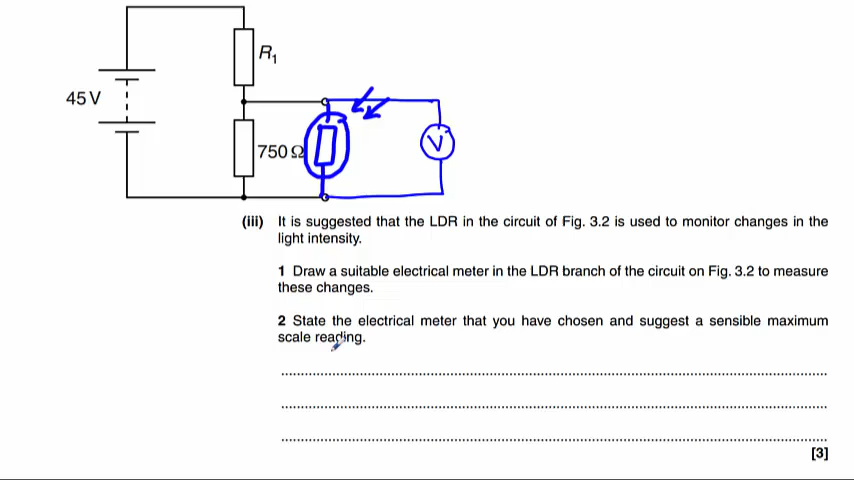 R1
45 V
750 Ω
V
(iii) It is suggested that the LDR in the circuit of Fig. 3.2 is used to monitor changes in the
light intensity.
1 Draw a suitable electrical meter in the LDR branch of the circuit on Fig. 3.2 to measure
these changes.
2 State the electrical meter that you have chosen and suggest a sensible maximum
scale reading.
[3]